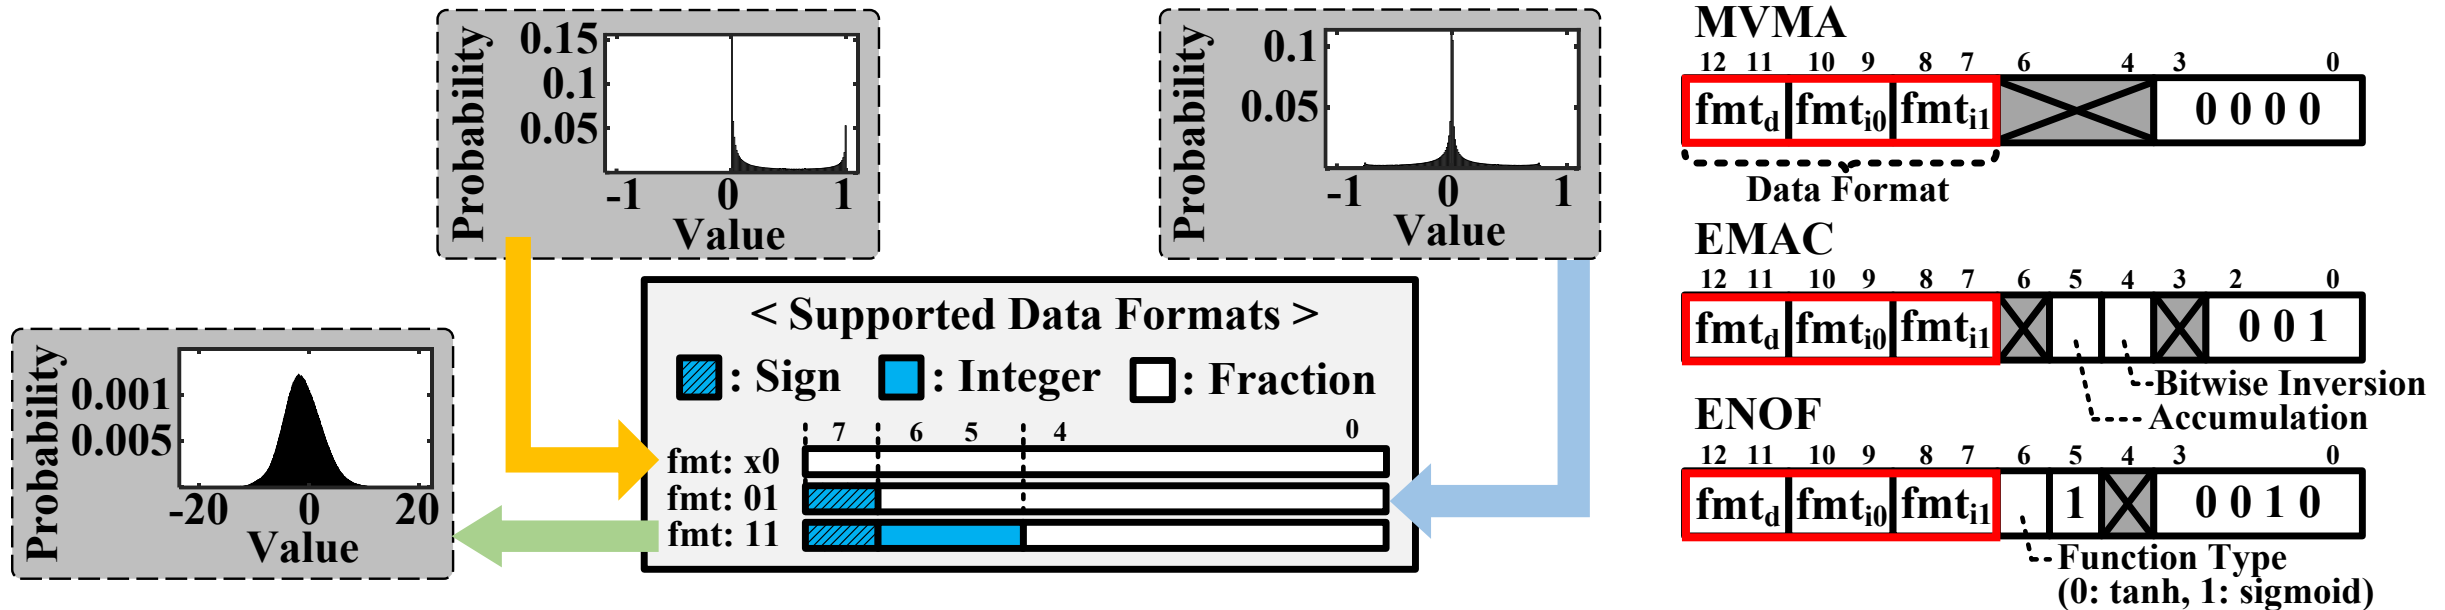 Probability
0.15
0.1
0.05
-1 0 1
Value
Probability
0.1
0.05
-1 0 1
Value
Probability
0.001
0.005
-20 0 20
Value
< Supported Data Formats >
: Sign : Integer : Fraction
7 6 5 4 0
fmt: x0
fmt: 01
fmt: 11
MVMA
12 11 10 9 8 7 6 4 3 0
fmtd fmti0 fmti1 0 0 0 0
Data Format
EMAC
12 11 10 9 8 7 6 5 4 3 2 0
fmtd fmti0 fmti1 0 0 1
Bitwise Inversion
Accumulation
ENOF
12 11 10 9 8 7 6 5 4 3 0
fmtd fmti0 fmti1 1 0 0 1 0
Function Type
(0: tanh, 1: sigmoid)